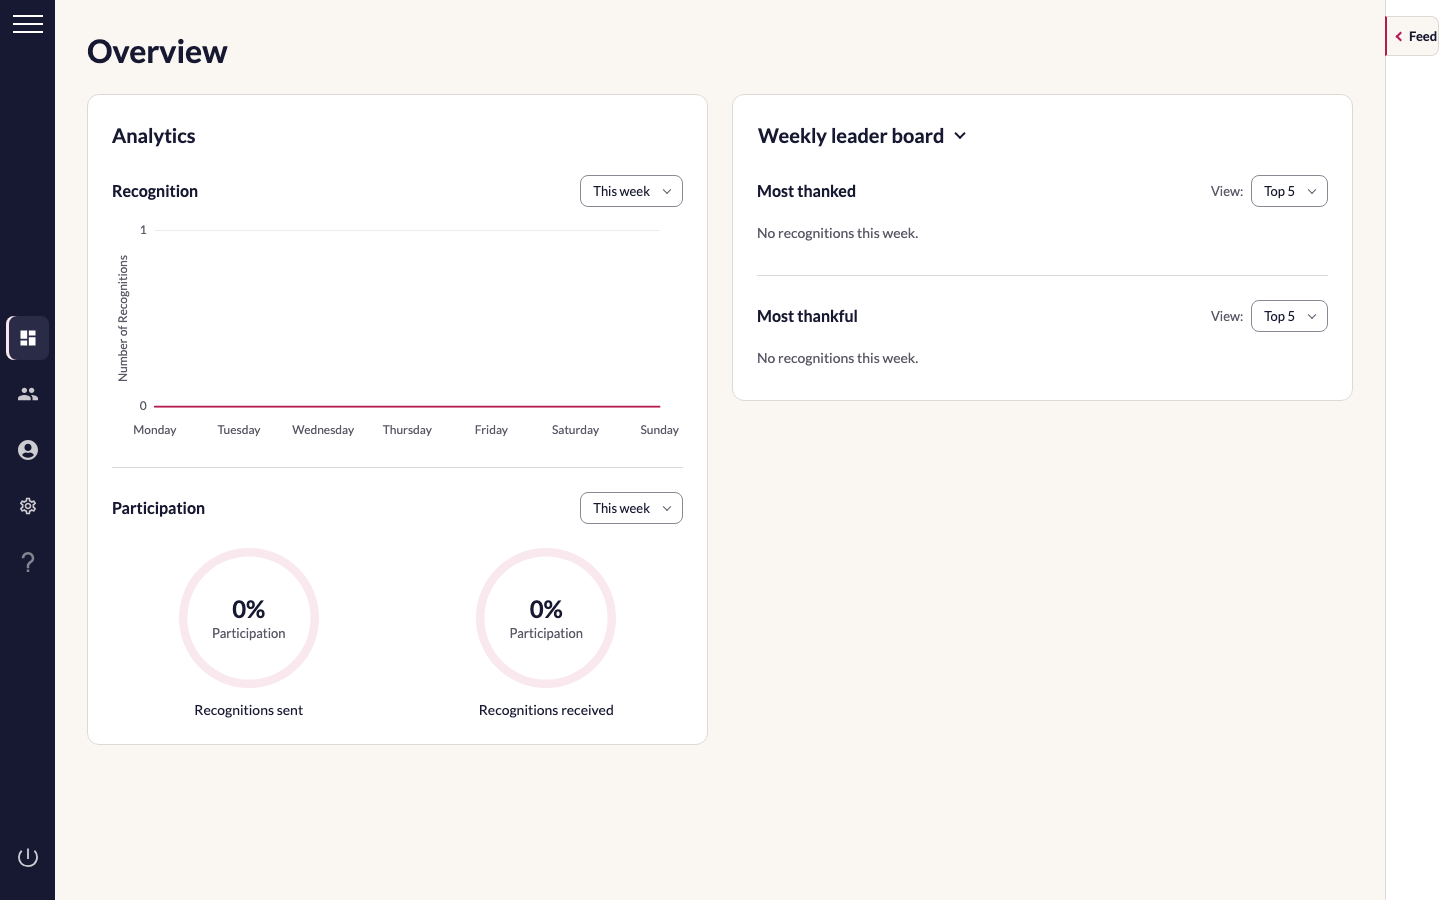 Overview
Feed
Analytics
Recognition
This week
1
Number of Recognitions
0
Monday Tuesday Wednesday Thursday Friday Saturday Sunday
Participation
This week
0%
Participation
Recognitions sent
0%
Participation
Recognitions received
Weekly leader board
Most thanked
View: Top 5
No recognitions this week.
Most thankful
View: Top 5
No recognitions this week.